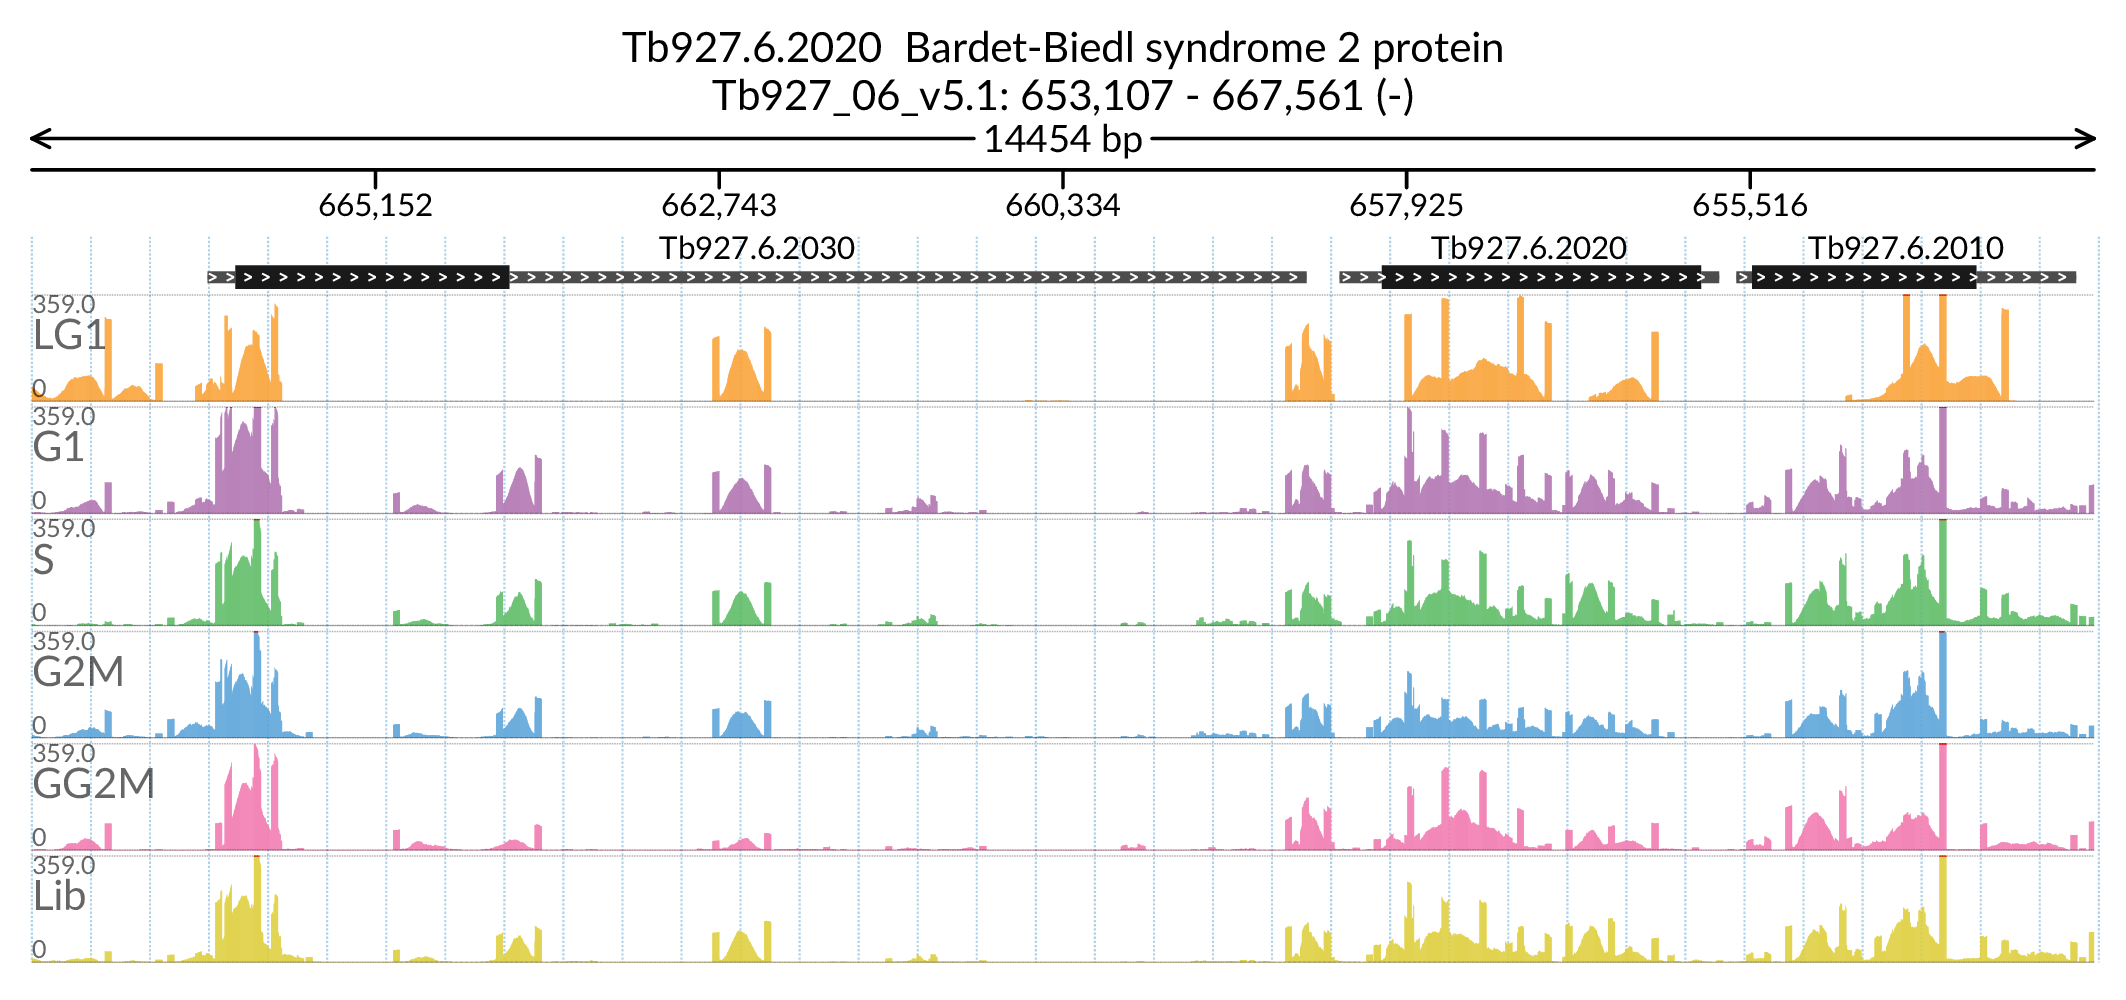 Tb927.6.2020 Bardet-Biedl syndrome 2 protein
Tb927_06_v5.1: 653,107 - 667,561 (-)
14454 bp
665,152 662,743 660,334 657,925 655,516
Tb927.6.2030 Tb927.6.2020 Tb927.6.2010
359.0
LG1
0
359.0
G1
0
359.0
S
0
359.0
G2M
0
359.0
GG2M
0
359.0
Lib
0